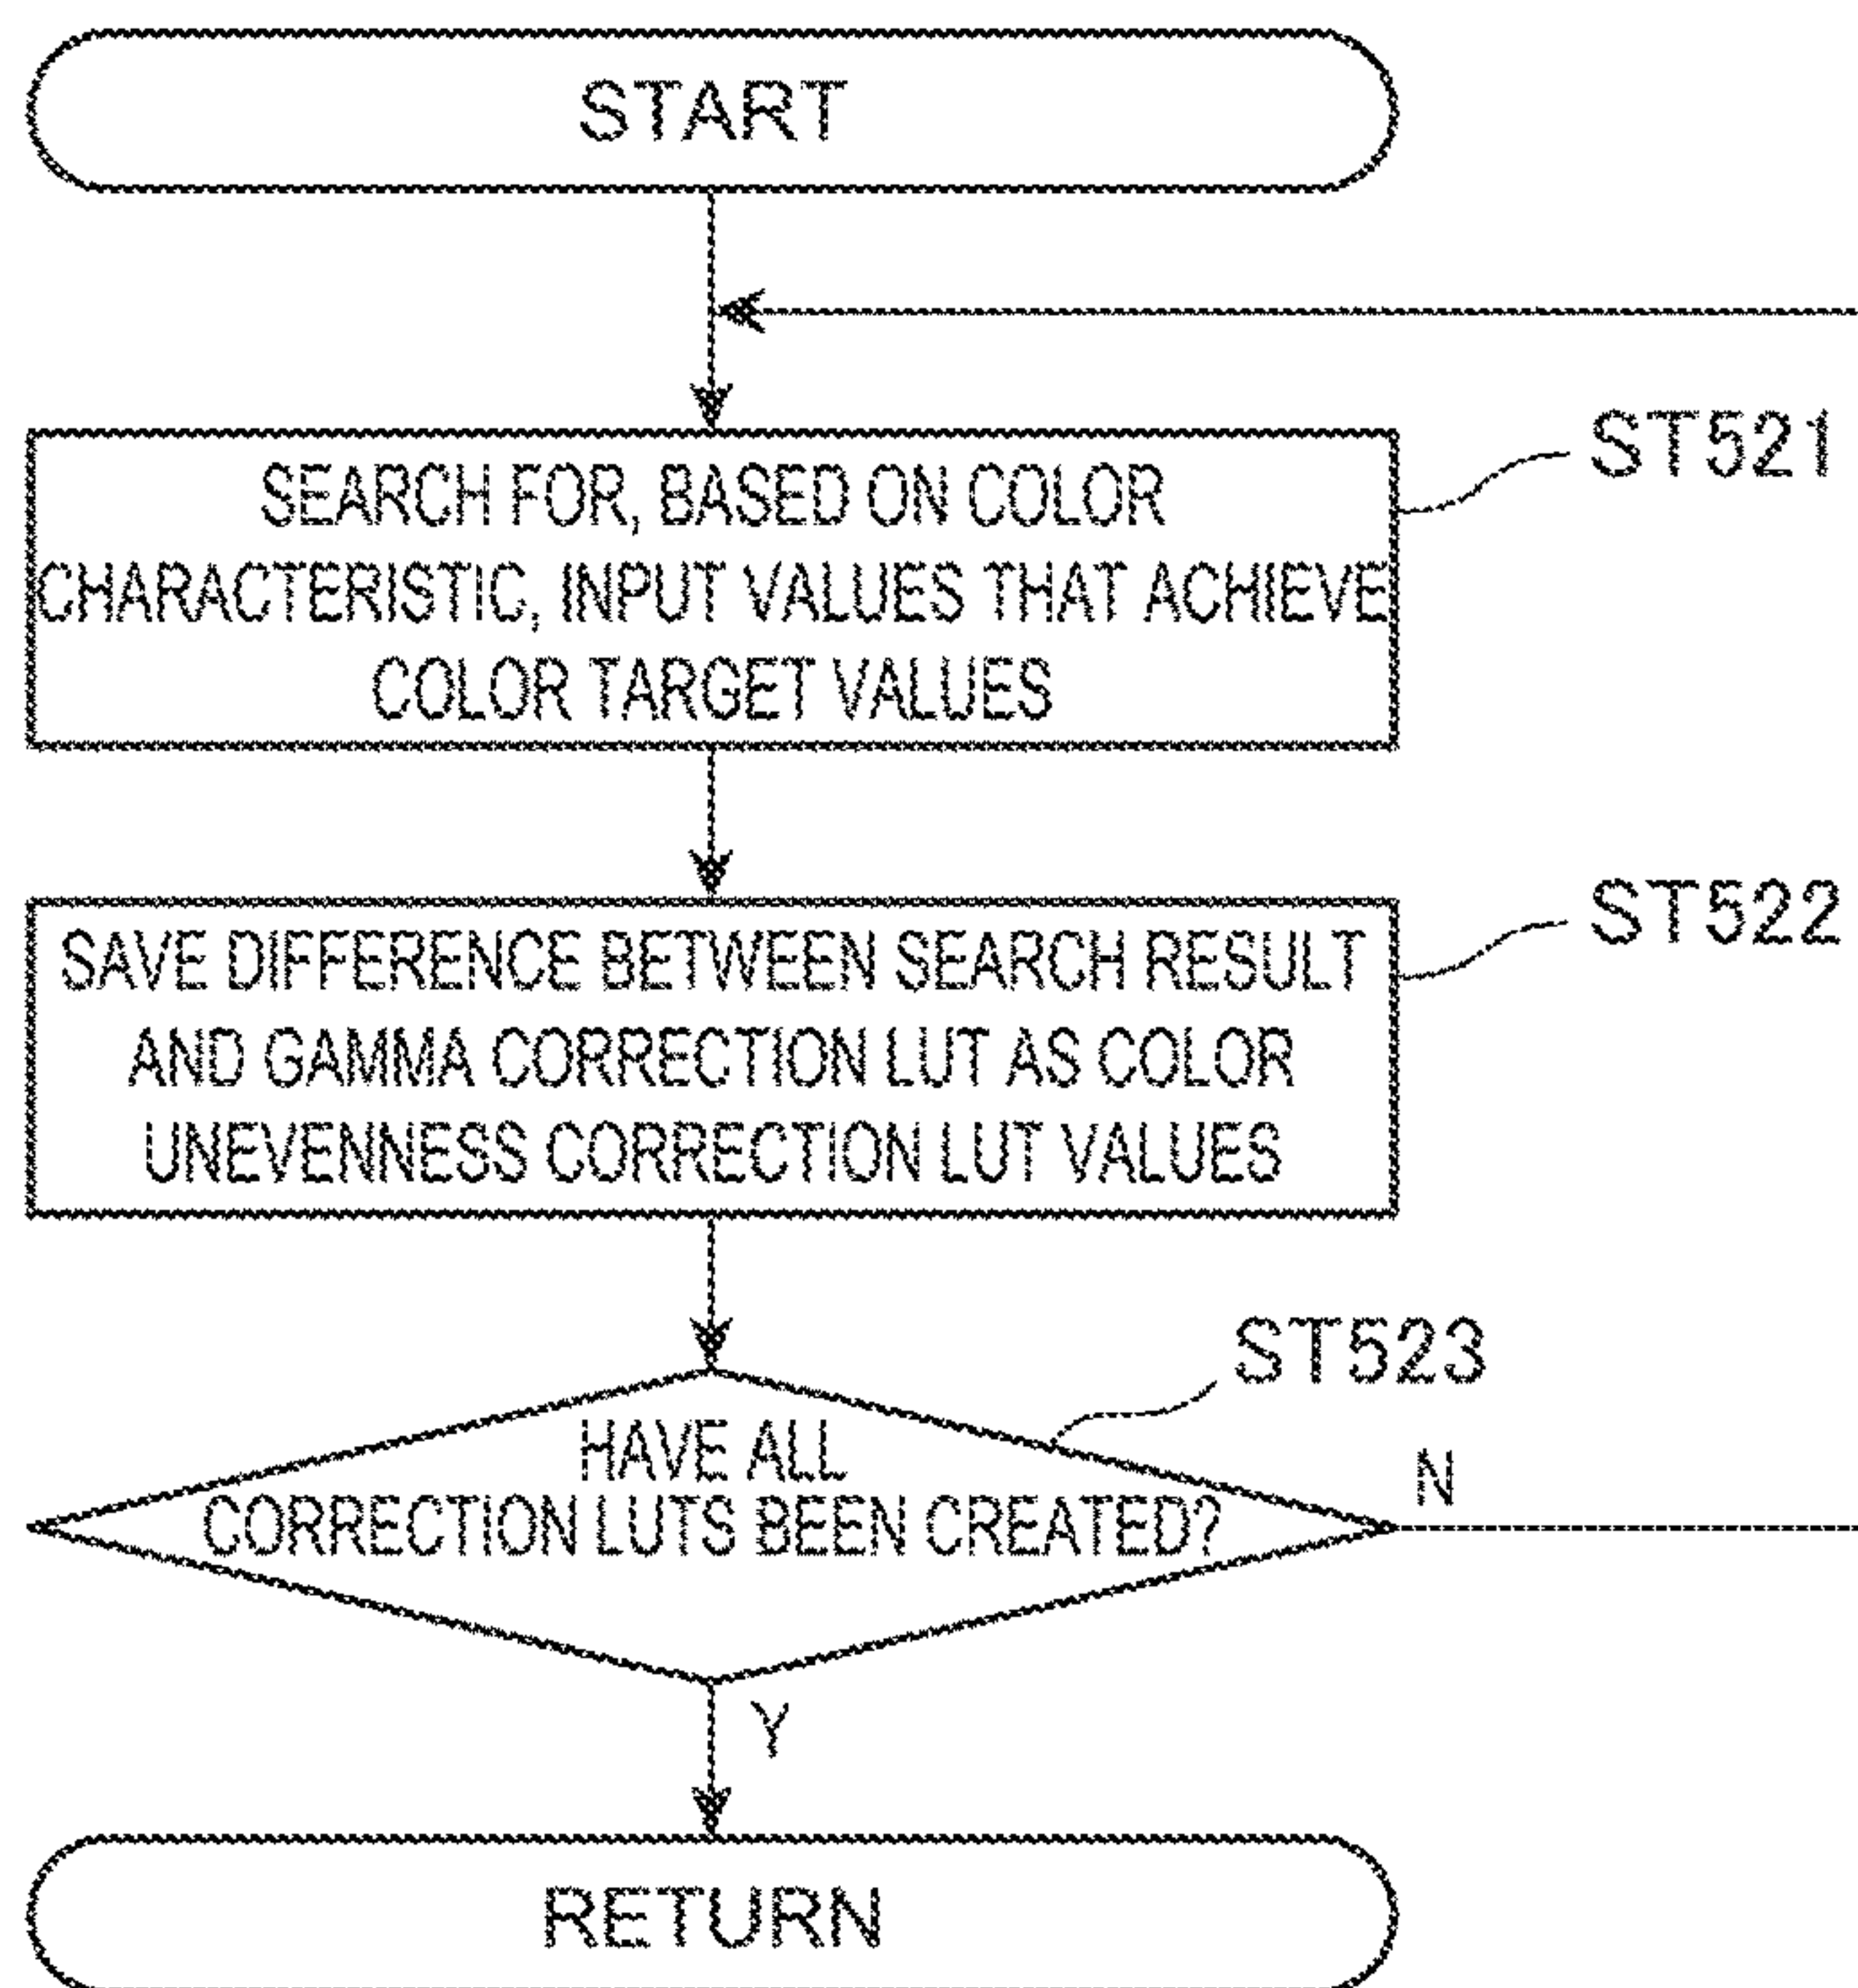 START
SEARCH FOR, BASED ON COLOR
CHARACTERISTIC, INPUT VALUES THAT ACHIEVE
COLOR TARGET VALUES
ST521
SAVE DIFFERENCE BETWEEN SEARCH RESULT
AND GAMMA CORRECTION LUT AS COLOR
UNEVENNESS CORRECTION LUT VALUES
ST522
HAVE ALL
CORRECTION LUTS BEEN CREATED?
ST523
N
Y
RETURN